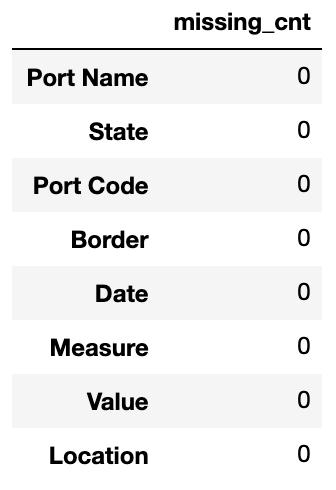 missing_cnt
Port Name 0
State 0
Port Code 0
Border 0
Date 0
Measure 0
Value 0
Location 0